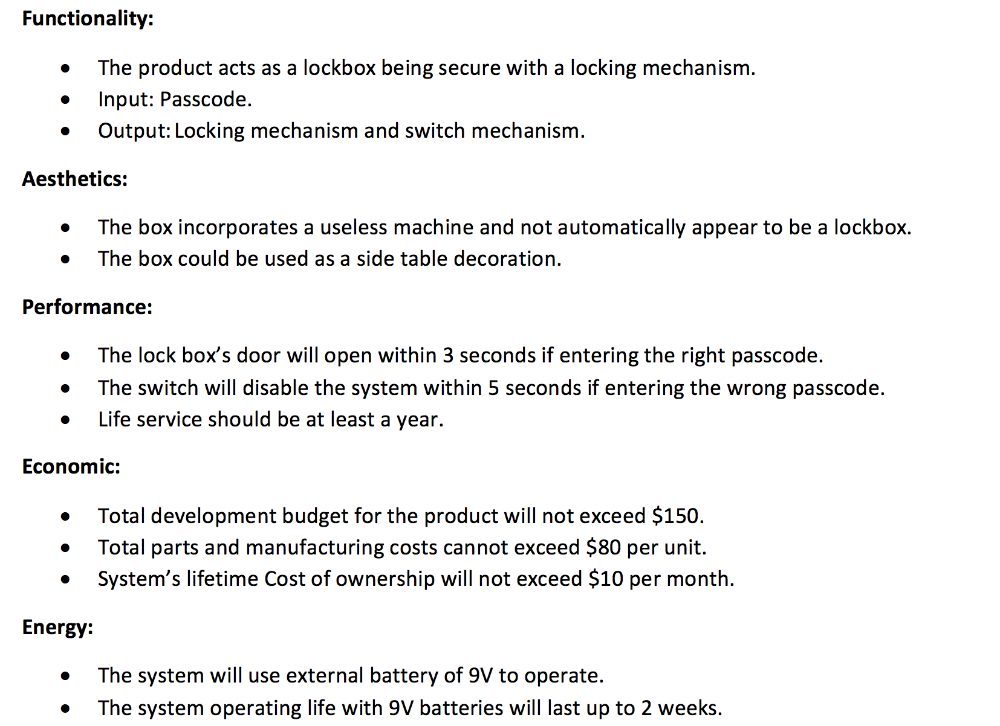 Functionality:
• The product acts as a lockbox being secure with a locking mechanism.
• Input: Passcode.
• Output: Locking mechanism and switch mechanism.
Aesthetics:
• The box incorporates a useless machine and not automatically appear to be a lockbox.
• The box could be used as a side table decoration.
Performance:
• The lock box’s door will open within 3 seconds if entering the right passcode.
• The switch will disable the system within 5 seconds if entering the wrong passcode.
• Life service should be at least a year.
Economic:
• Total development budget for the product will not exceed $150.
• Total parts and manufacturing costs cannot exceed $80 per unit.
• System’s lifetime Cost of ownership will not exceed $10 per month.
Energy:
• The system will use external battery of 9V to operate.
• The system operating life with 9V batteries will last up to 2 weeks.